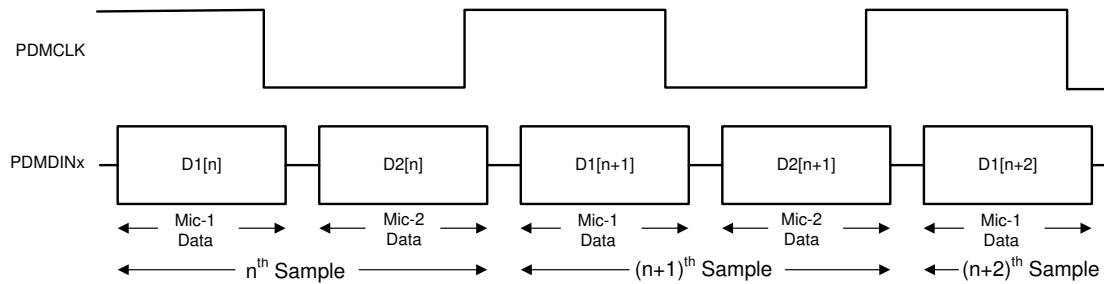 PDMCLK
PDMDINx
D1[n]
D2[n]
D1[n+1]
D2[n+1]
D1[n+2]
Mic-1
Data
Mic-2
Data
Mic-1
Data
Mic-2
Data
Mic-1
Data
nth Sample
(n+1)th Sample
(n+2)th Sample